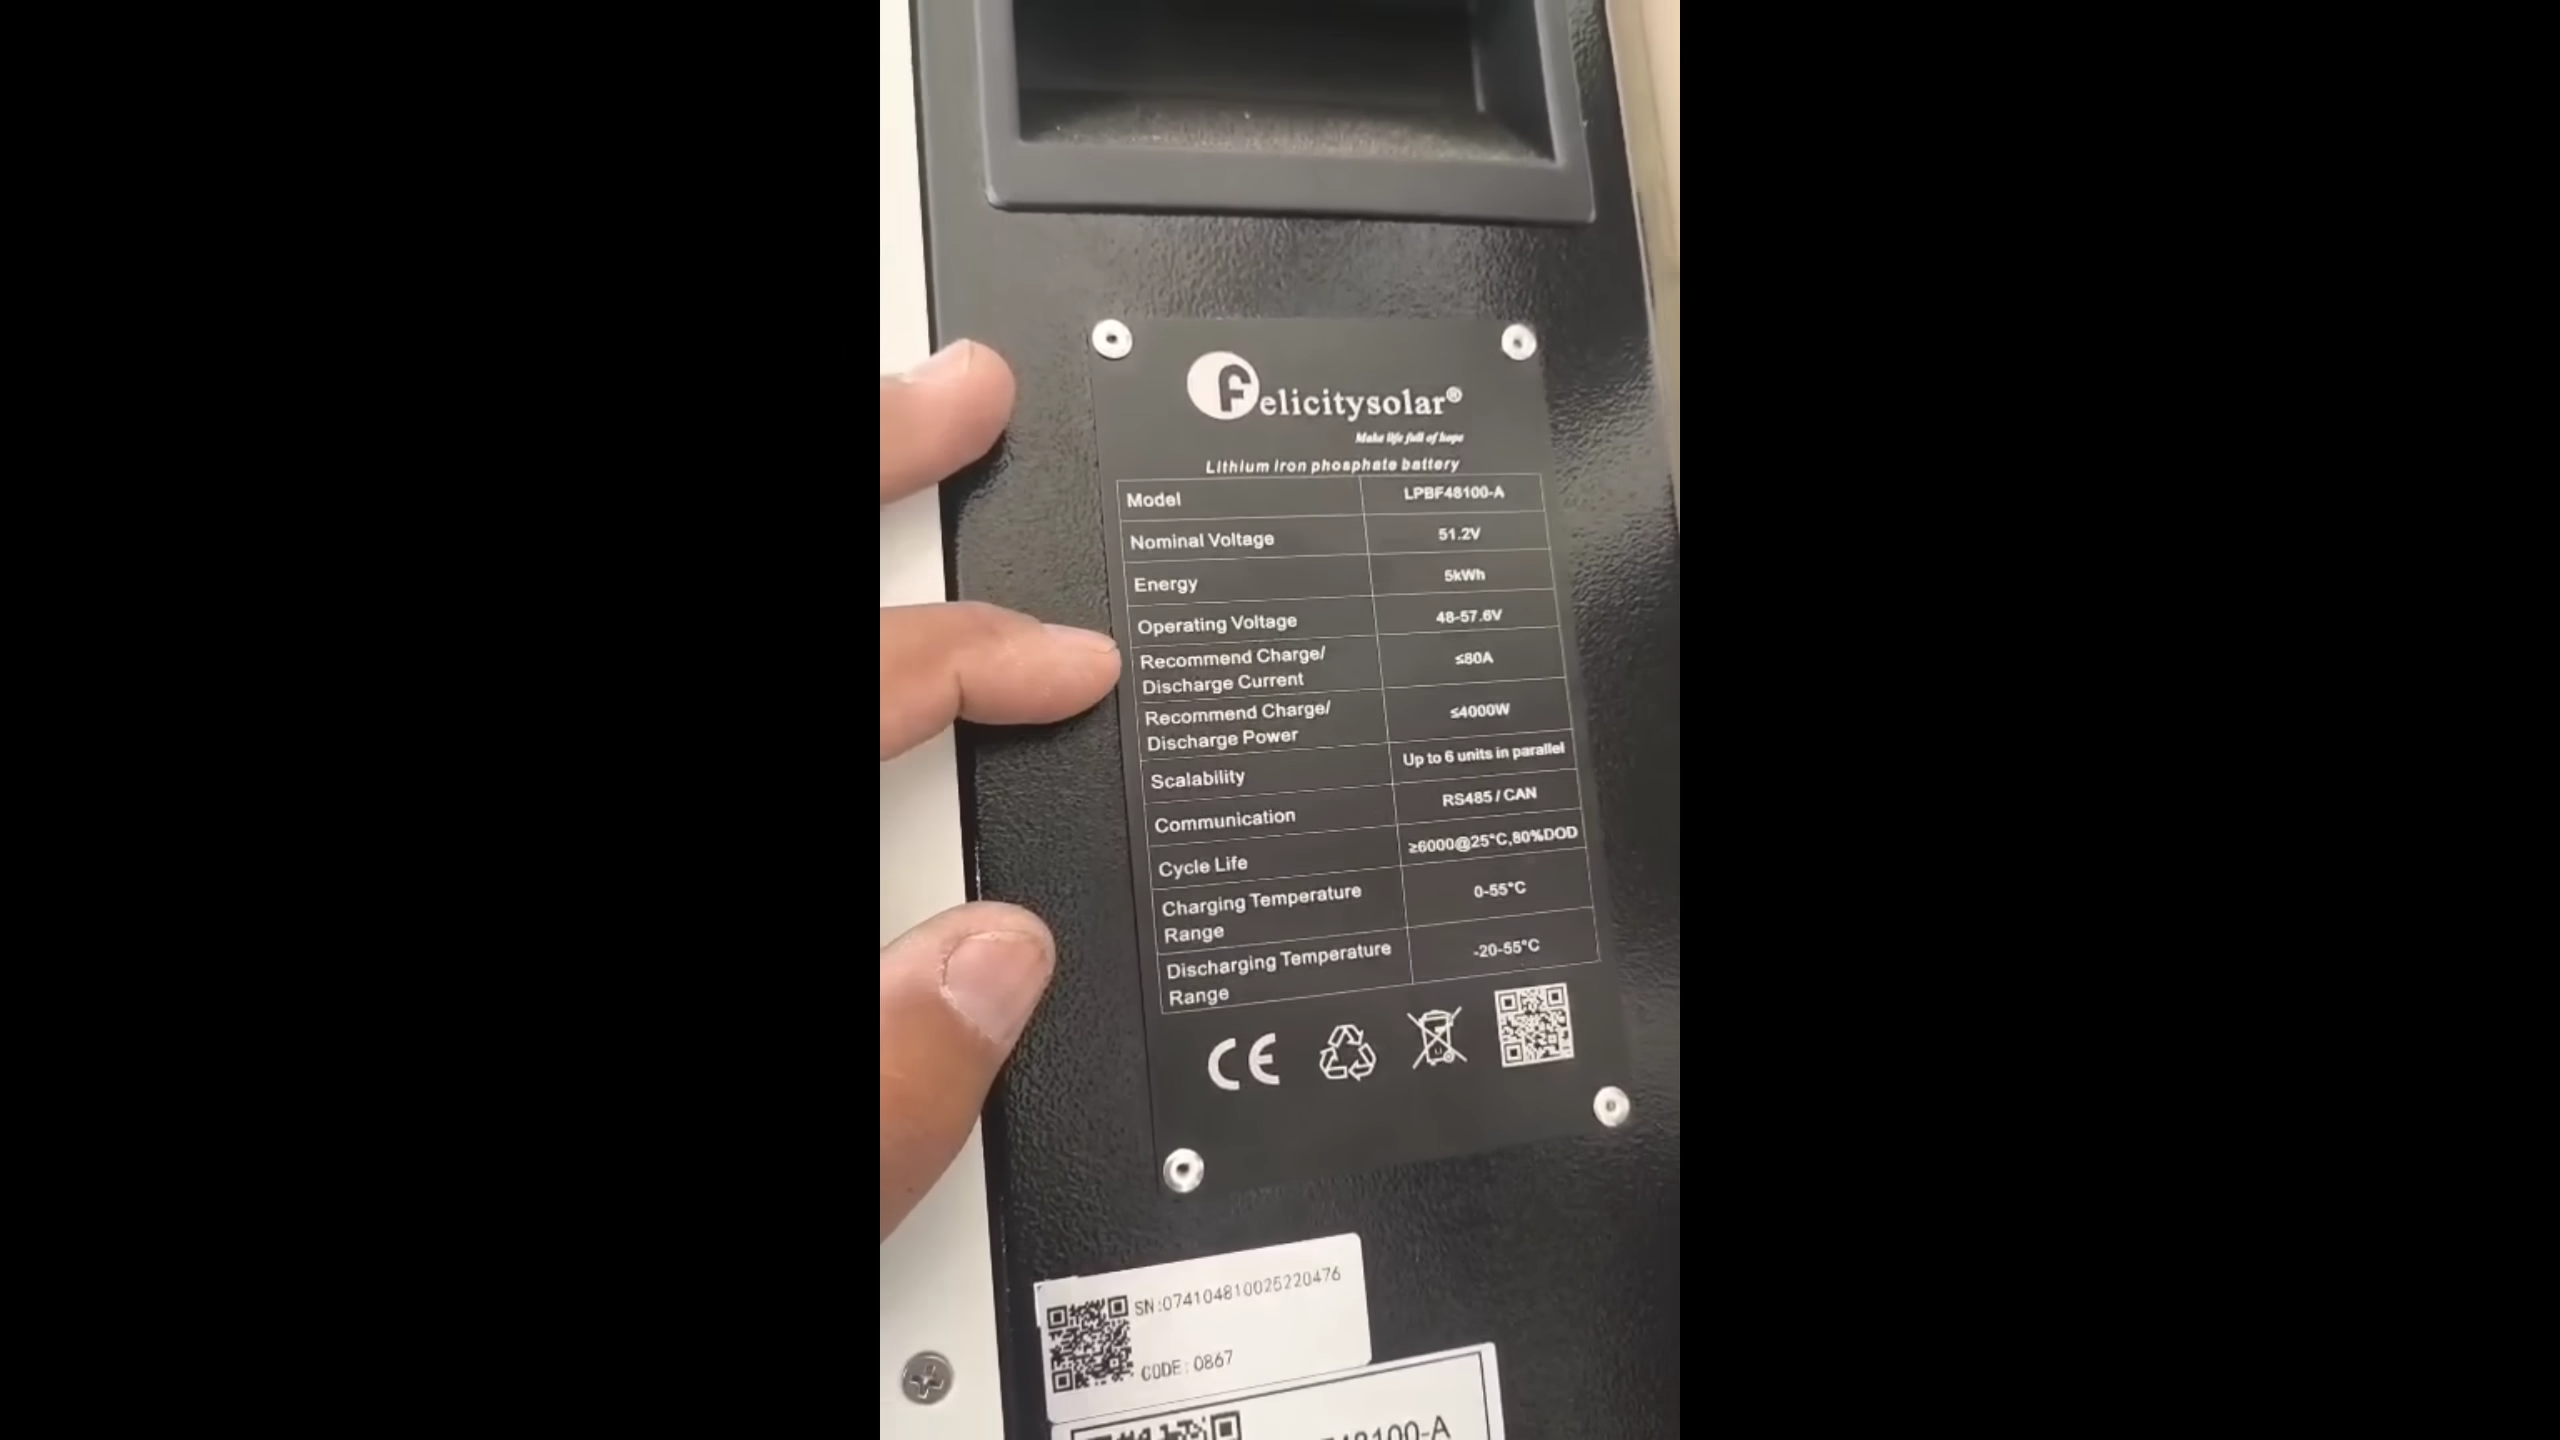 felicitysolar®
Make life full of hope
Lithium iron phosphate battery
Model LPBF48100-A
Nominal Voltage 51.2V
Energy 5kWh
Operating Voltage 48-57.6V
Recommend Charge/
Discharge Current ≤80A
Recommend Charge/
Discharge Power ≤4000W
Scalability Up to 6 units in parallel
Communication RS485 / CAN
Cycle Life ≥6000@25°C,80%DOD
Charging Temperature
Range 0-55°C
Discharging Temperature
Range -20-55°C
CE
SN:074104810025220476
CODE:0867
48100-A